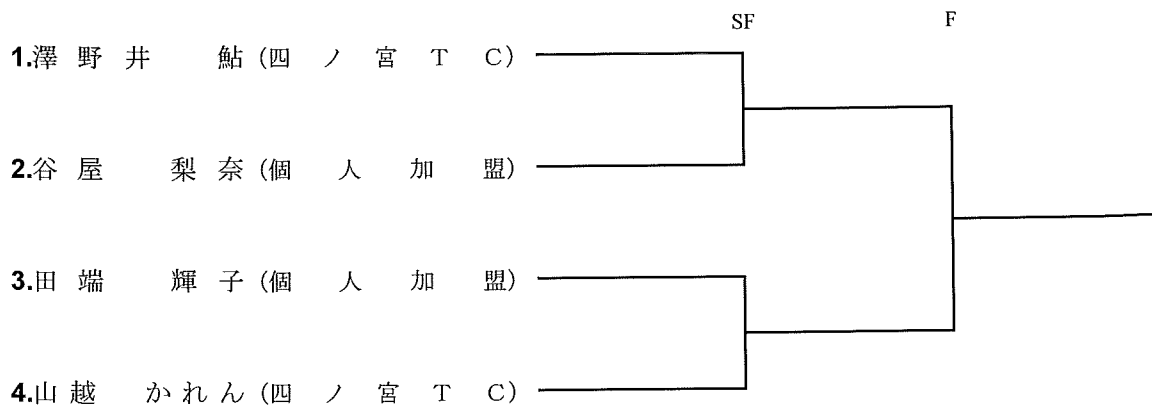 SF F
1.澤野井 鮎(四ノ宮TC)
2.谷屋 梨奈(個人加盟)
3.田端 輝子(個人加盟)
4.山越 かれん(四ノ宮TC)